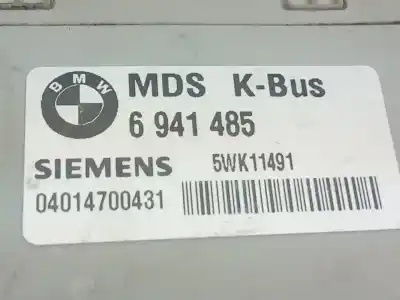 BMW
MDS K-Bus
6 941 485
SIEMENS 5WK11491
04014700431